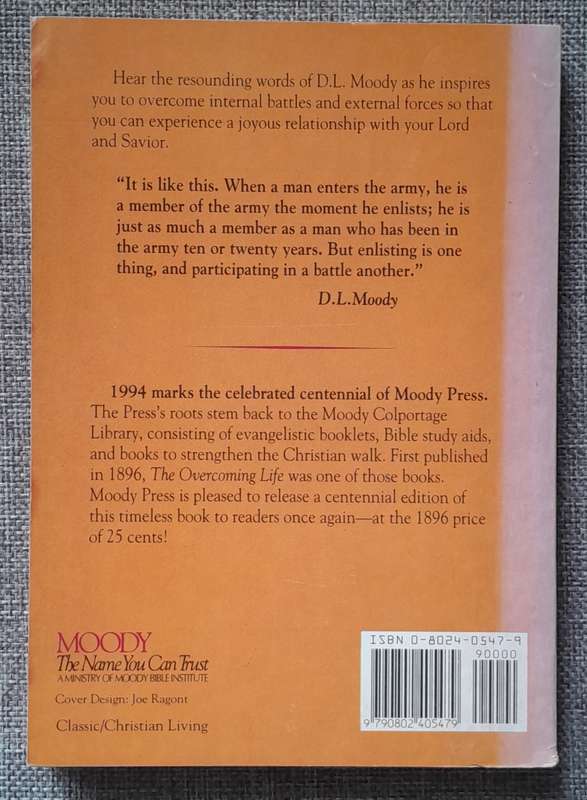 Hear the resounding words of D.L. Moody as he inspires
you to overcome internal battles and external forces so that
you can experience a joyous relationship with your Lord
and Savior.
“It is like this. When a man enters the army, he is
a member of the army the moment he enlists; he is
just as much a member as a man who has been in
the army ten or twenty years. But enlisting is one
thing, and participating in a battle another.”
D.L.Moody
1994 marks the celebrated centennial of Moody Press.
The Press's roots stem back to the Moody Colportage
Library, consisting of evangelistic booklets, Bible study aids,
and books to strengthen the Christian walk. First published
in 1896, The Overcoming Life was one of those books.
Moody Press is pleased to release a centennial edition of
this timeless book to readers once again—at the 1896 price
of 25 cents!
MOODY
The Name You Can Trust
A MINISTRY OF MOODY BIBLE INSTITUTE
Cover Design: Joe Ragont
Classic/Christian Living
ISBN 0-8024-0547-9
90000
9 790802 405479